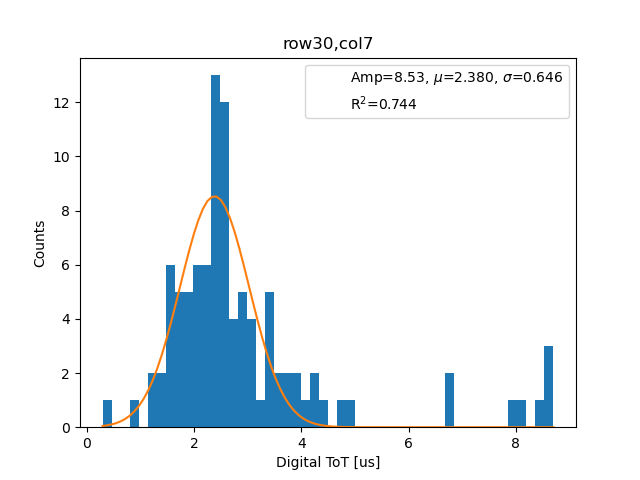 row30,col7
Amp=8.53, μ=2.380, σ=0.646
R²=0.744
Counts
12
10
8
6
4
2
0
0 2 4 6 8
Digital ToT [us]